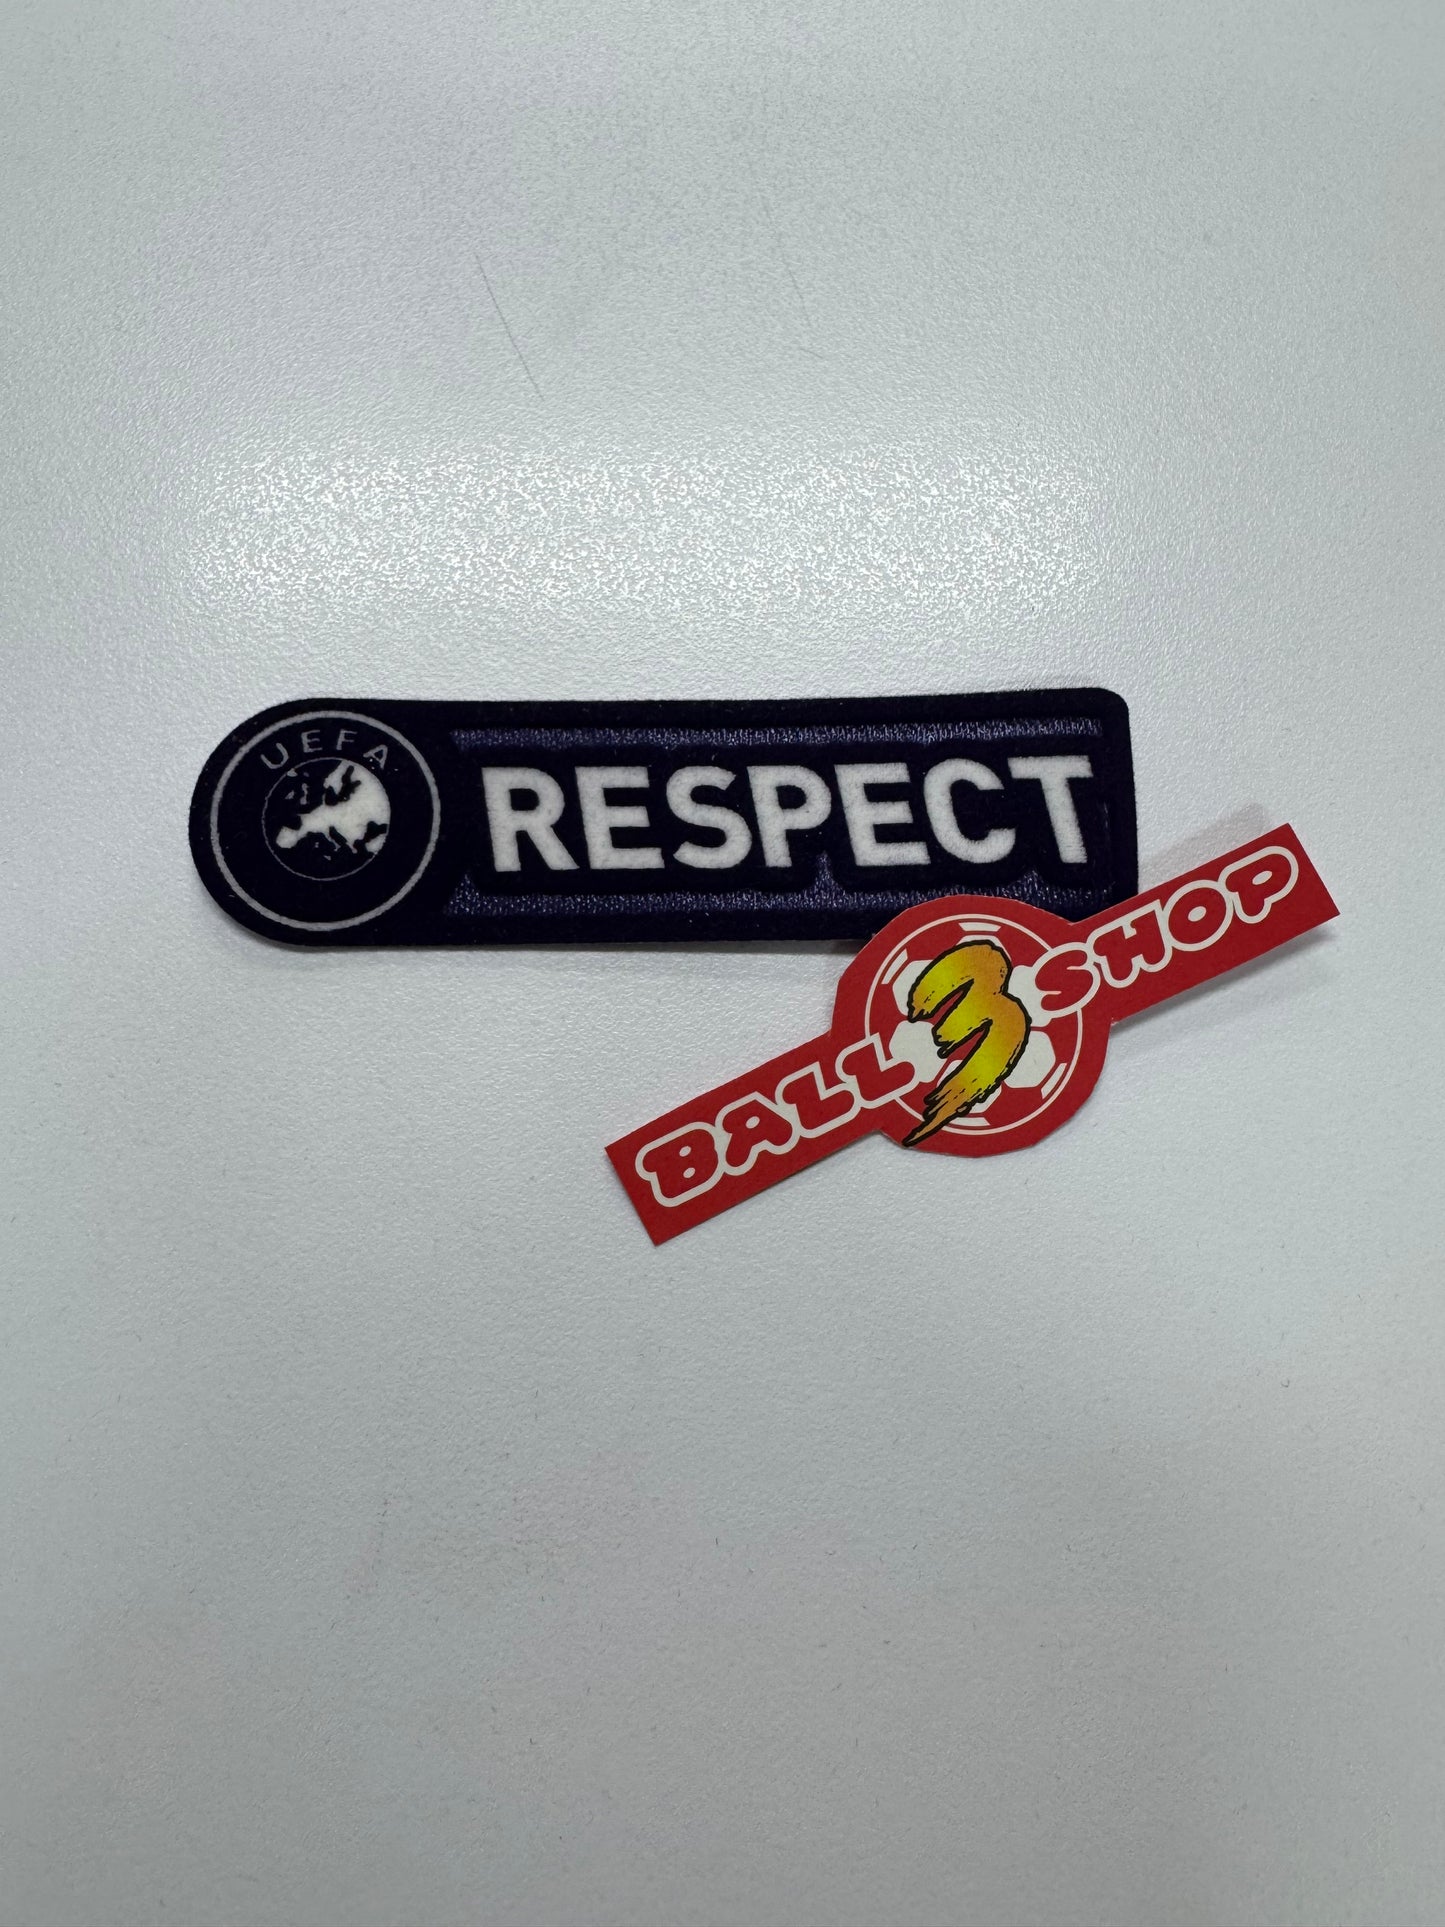 UEFA
RESPECT
BALL 3 SHOP